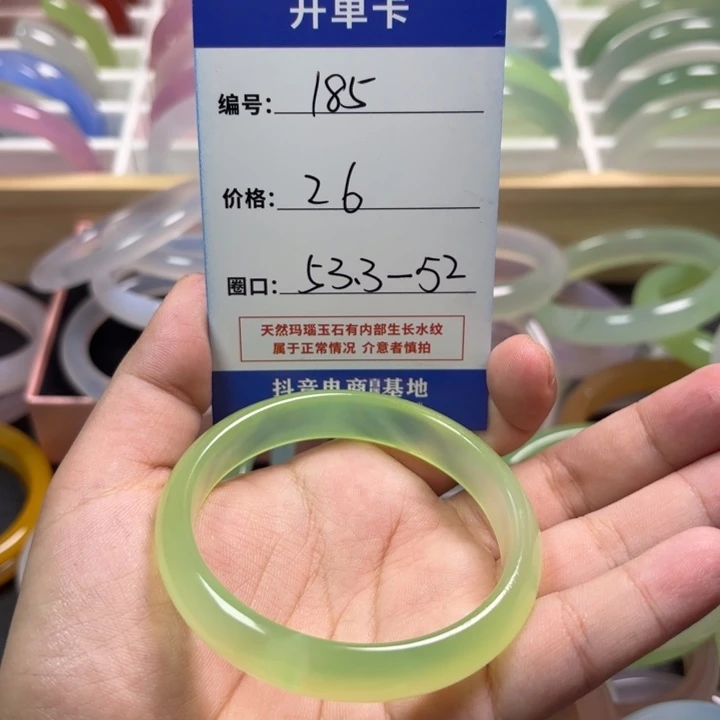 开单卡
编号: 185
价格: 26
圈口: 53.3-52
天然玛瑙玉石有内部生长水纹
属于正常情况 介意者慎拍
抖音电商基地